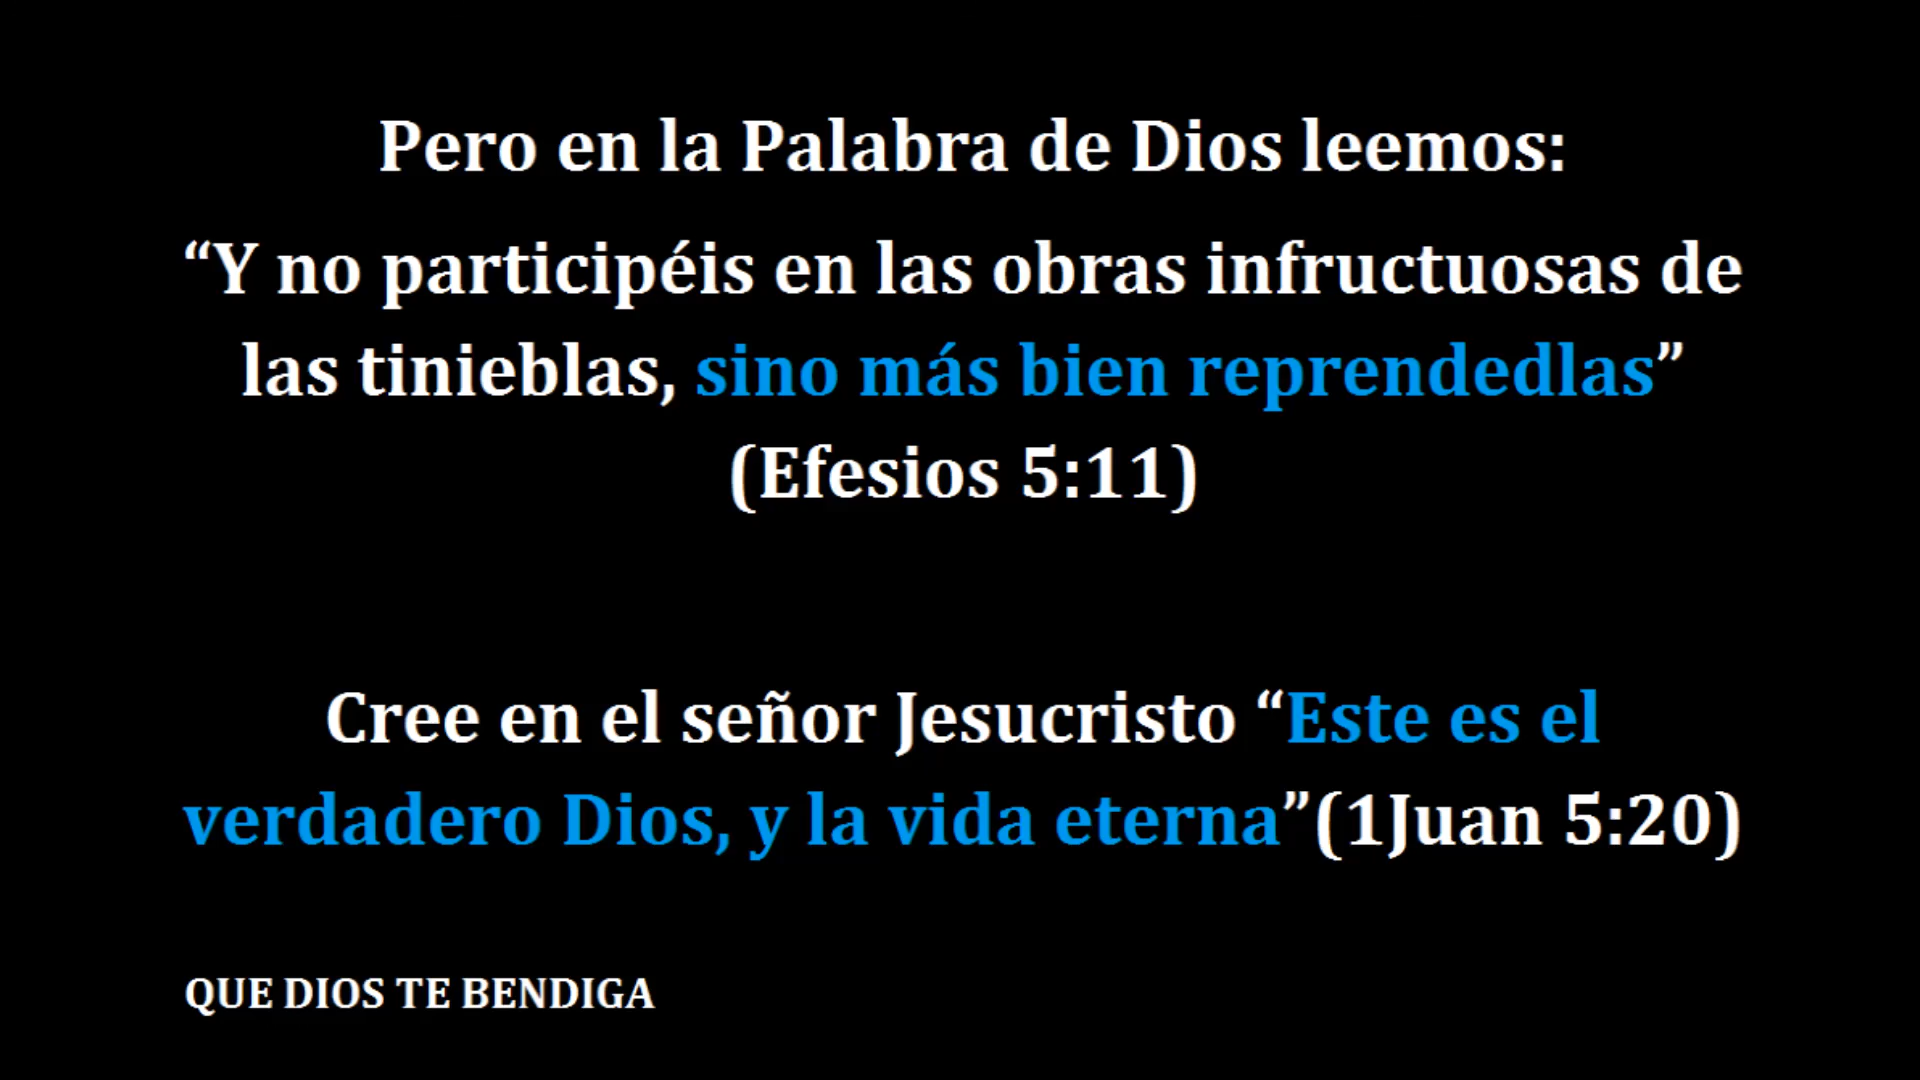 Pero en la Palabra de Dios leemos:
“Y no participéis en las obras infructuosas de
las tinieblas, sino más bien reprendedlas”
(Efesios 5:11)
Cree en el señor Jesucristo “Este es el
verdadero Dios, y la vida eterna”(1Juan 5:20)
QUE DIOS TE BENDIGA